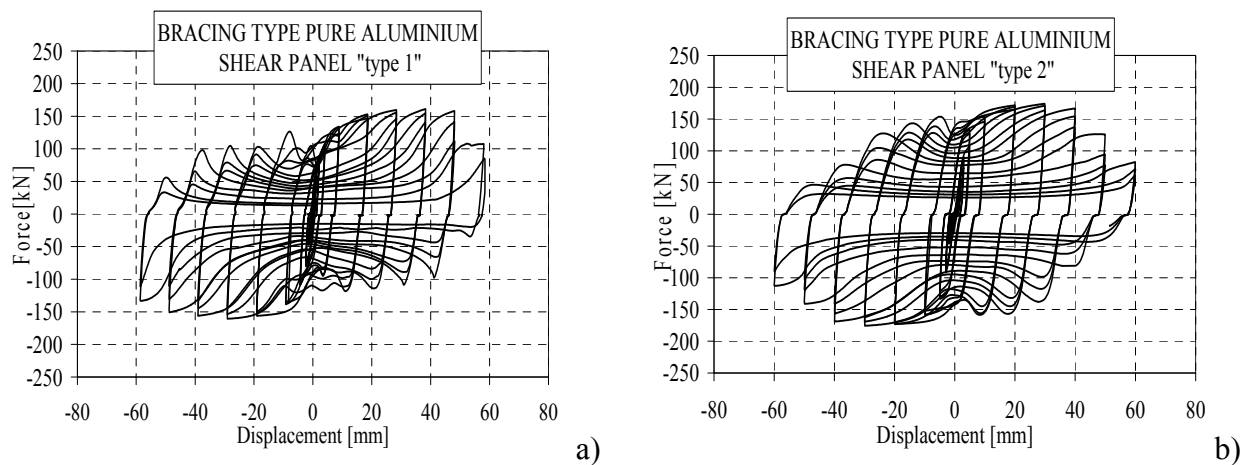 BRACING TYPE PURE ALUMINIUM
SHEAR PANEL "type 1"
250
200
150
100
50
0
-50
-100
-150
-200
-250
Force[kN]
-80 -60 -40 -20 0 20 40 60 80
Displacement [mm]
a)
BRACING TYPE PURE ALUMINIUM
SHEAR PANEL "type 2"
250
200
150
100
50
0
-50
-100
-150
-200
-250
Force [kN]
-80 -60 -40 -20 0 20 40 60 80
Displacement [mm]
b)